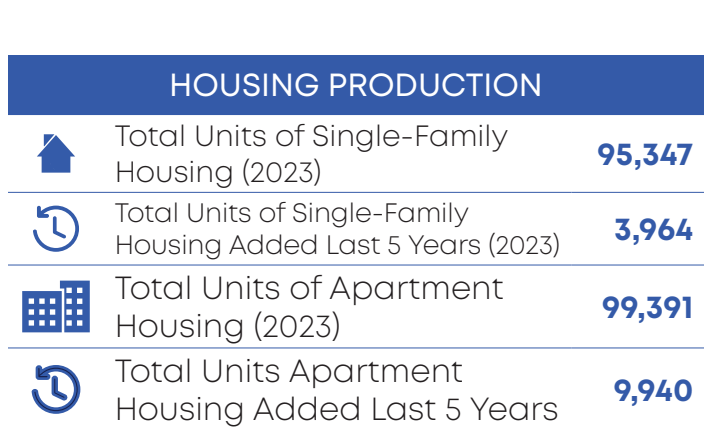 HOUSING PRODUCTION
Total Units of Single-Family
Housing (2023)
95,347
Total Units of Single-Family
Housing Added Last 5 Years (2023)
3,964
Total Units of Apartment
Housing (2023)
99,391
Total Units Apartment
Housing Added Last 5 Years
9,940